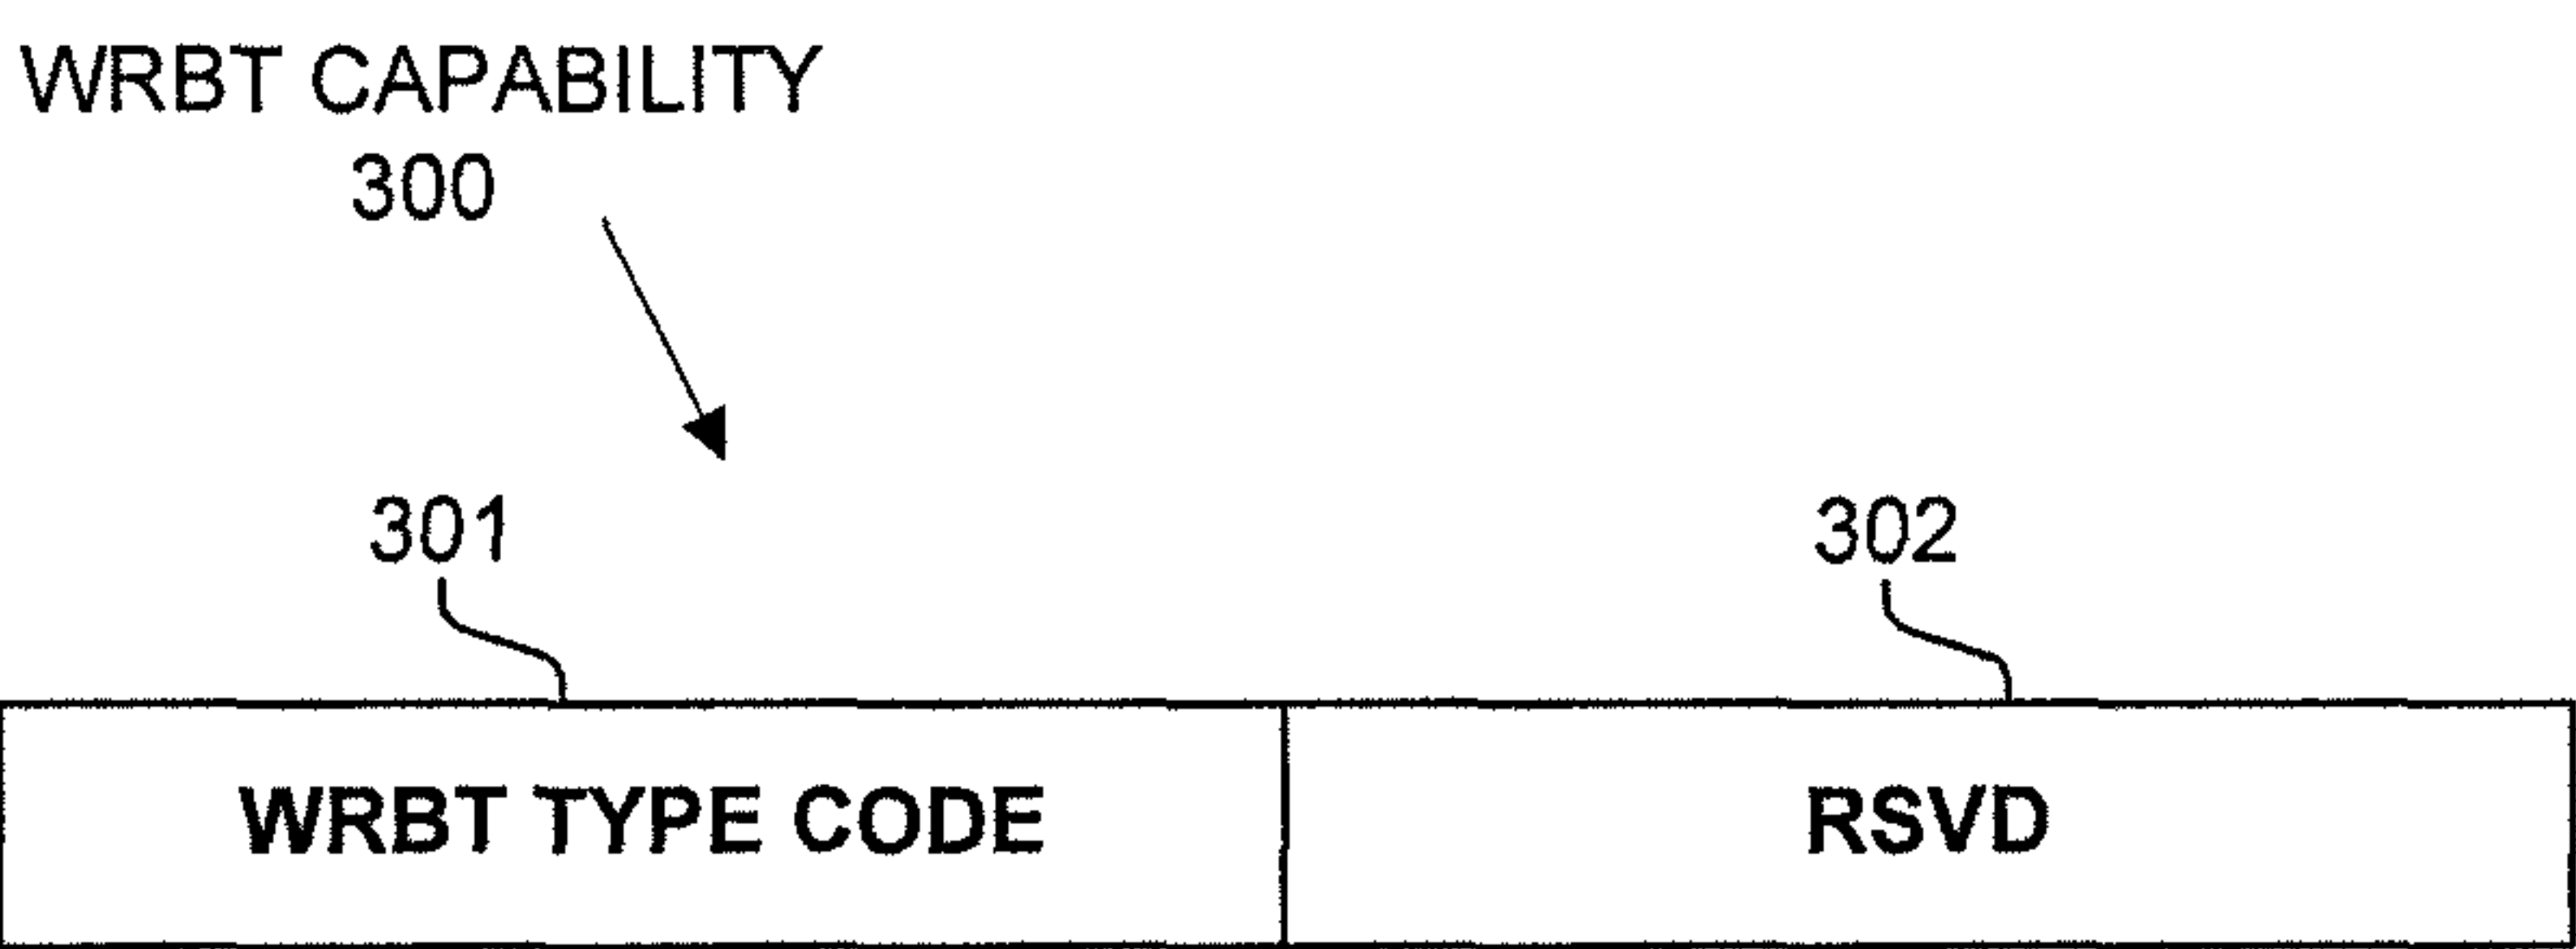 WRBT CAPABILITY
300
301
302
WRBT TYPE CODE
RSVD